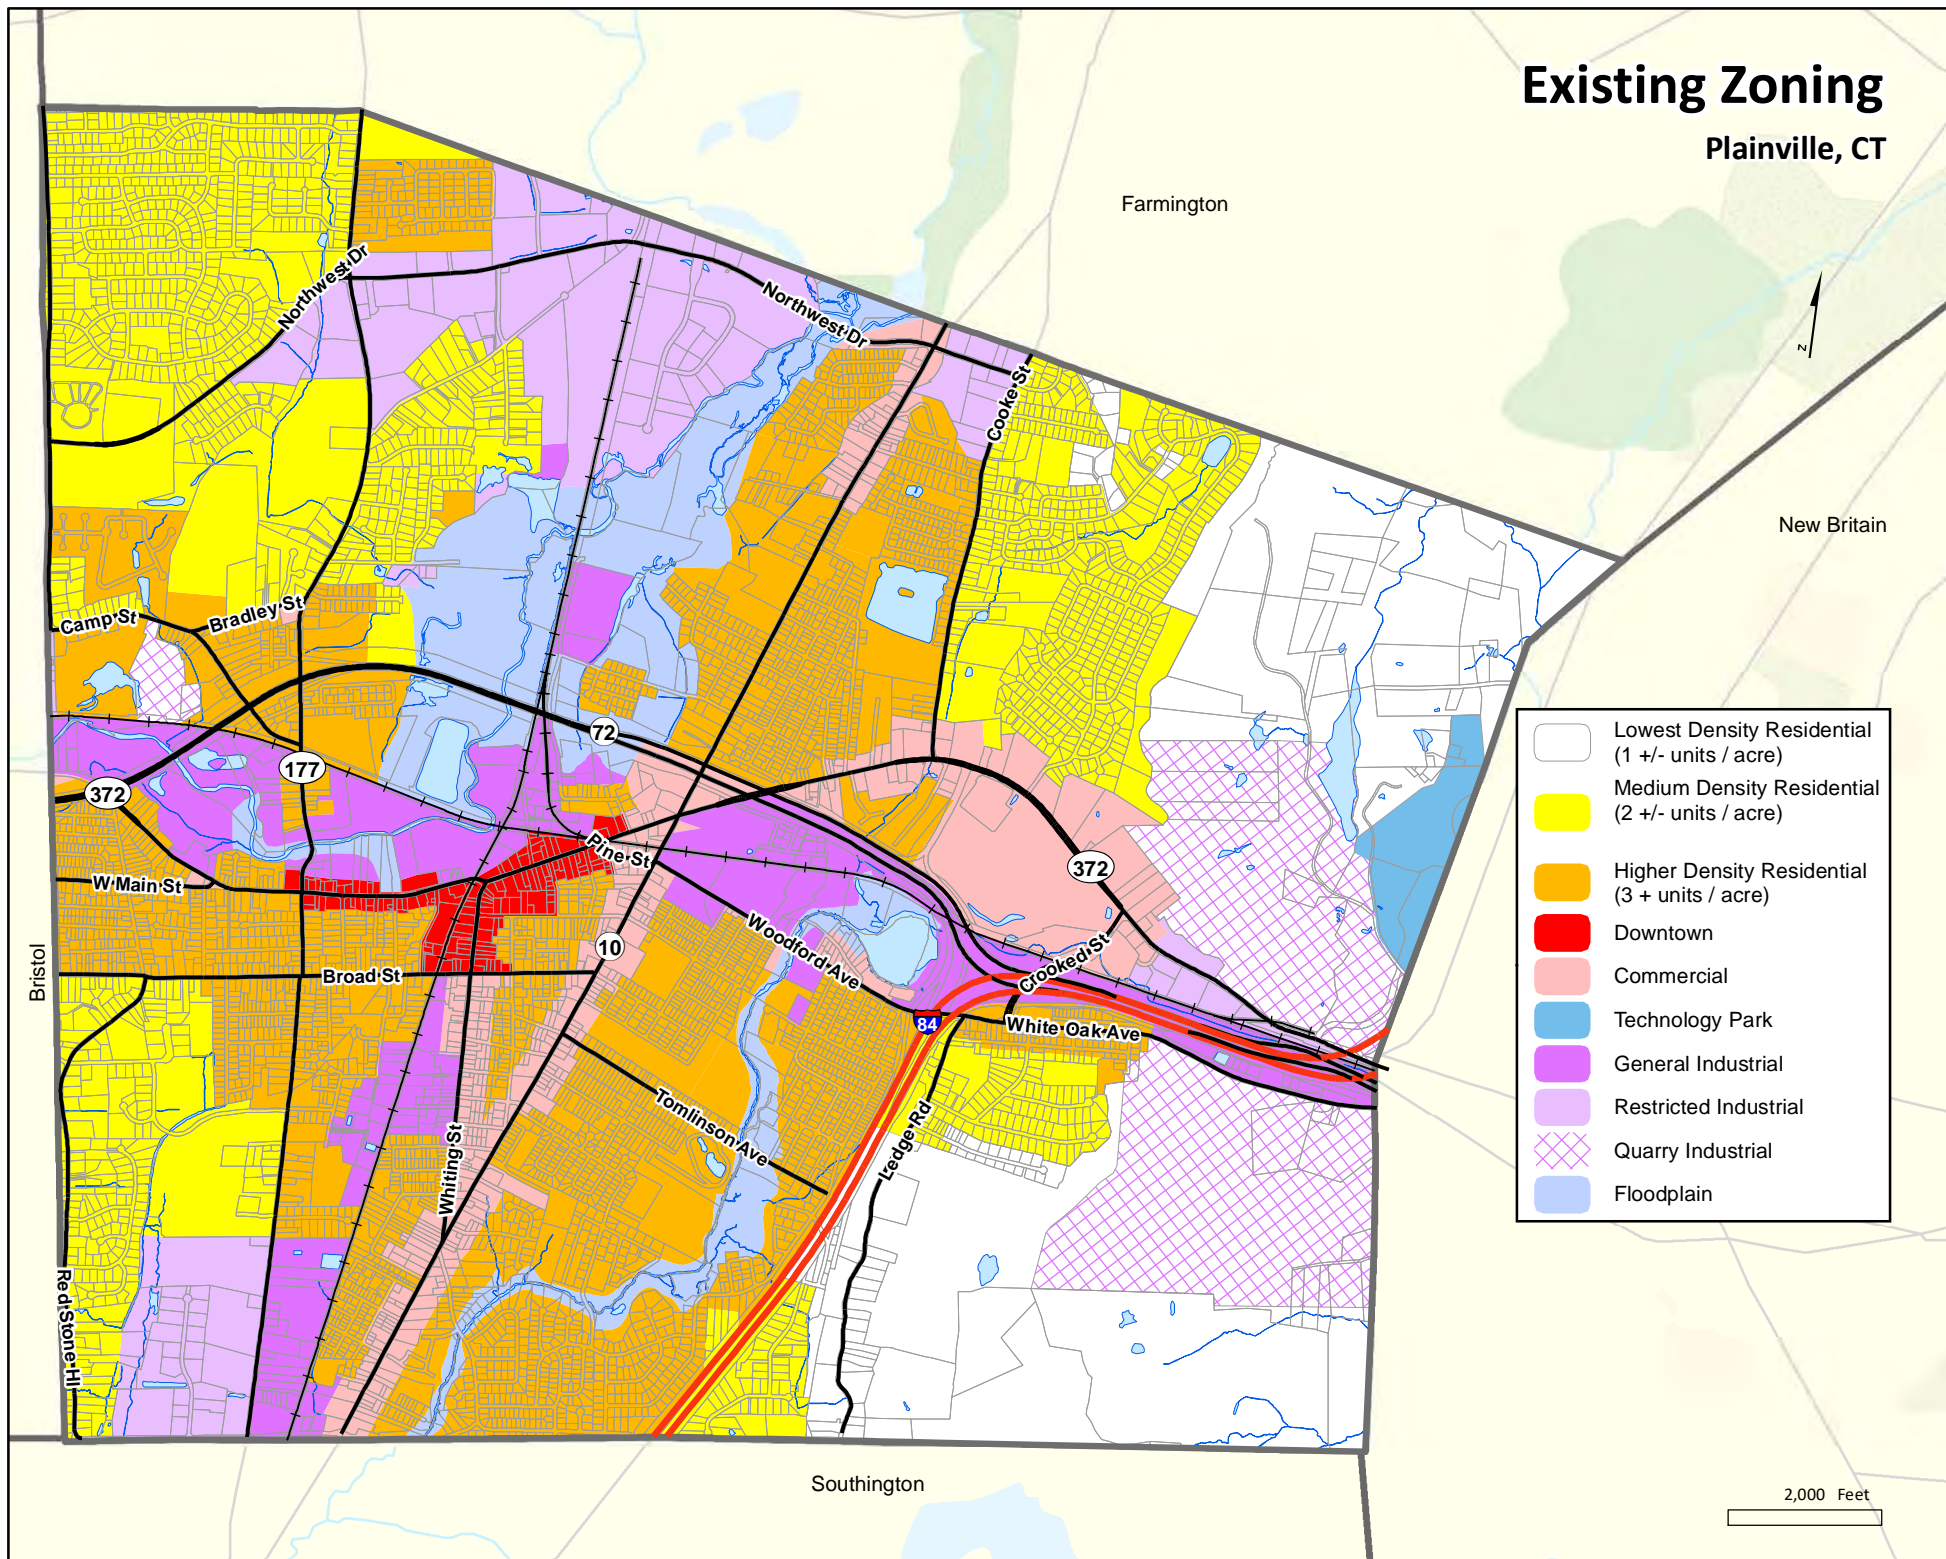 Existing Zoning
Plainville, CT
Farmington
New Britain
Bristol
Southington
N
Northwest Dr
Northwest Dr
Cooke St
Camp St
Bradley St
72
177
372
372
Pine St
W Main St
10
Woodford Ave
Crooked St
Broad St
84
White Oak Ave
Tomlinson Ave
Ledge Rd
Whiting St
Red Stone Hl
Lowest Density Residential
(1 +/- units / acre)
Medium Density Residential
(2 +/- units / acre)
Higher Density Residential
(3 + units / acre)
Downtown
Commercial
Technology Park
General Industrial
Restricted Industrial
Quarry Industrial
Floodplain
2,000 Feet